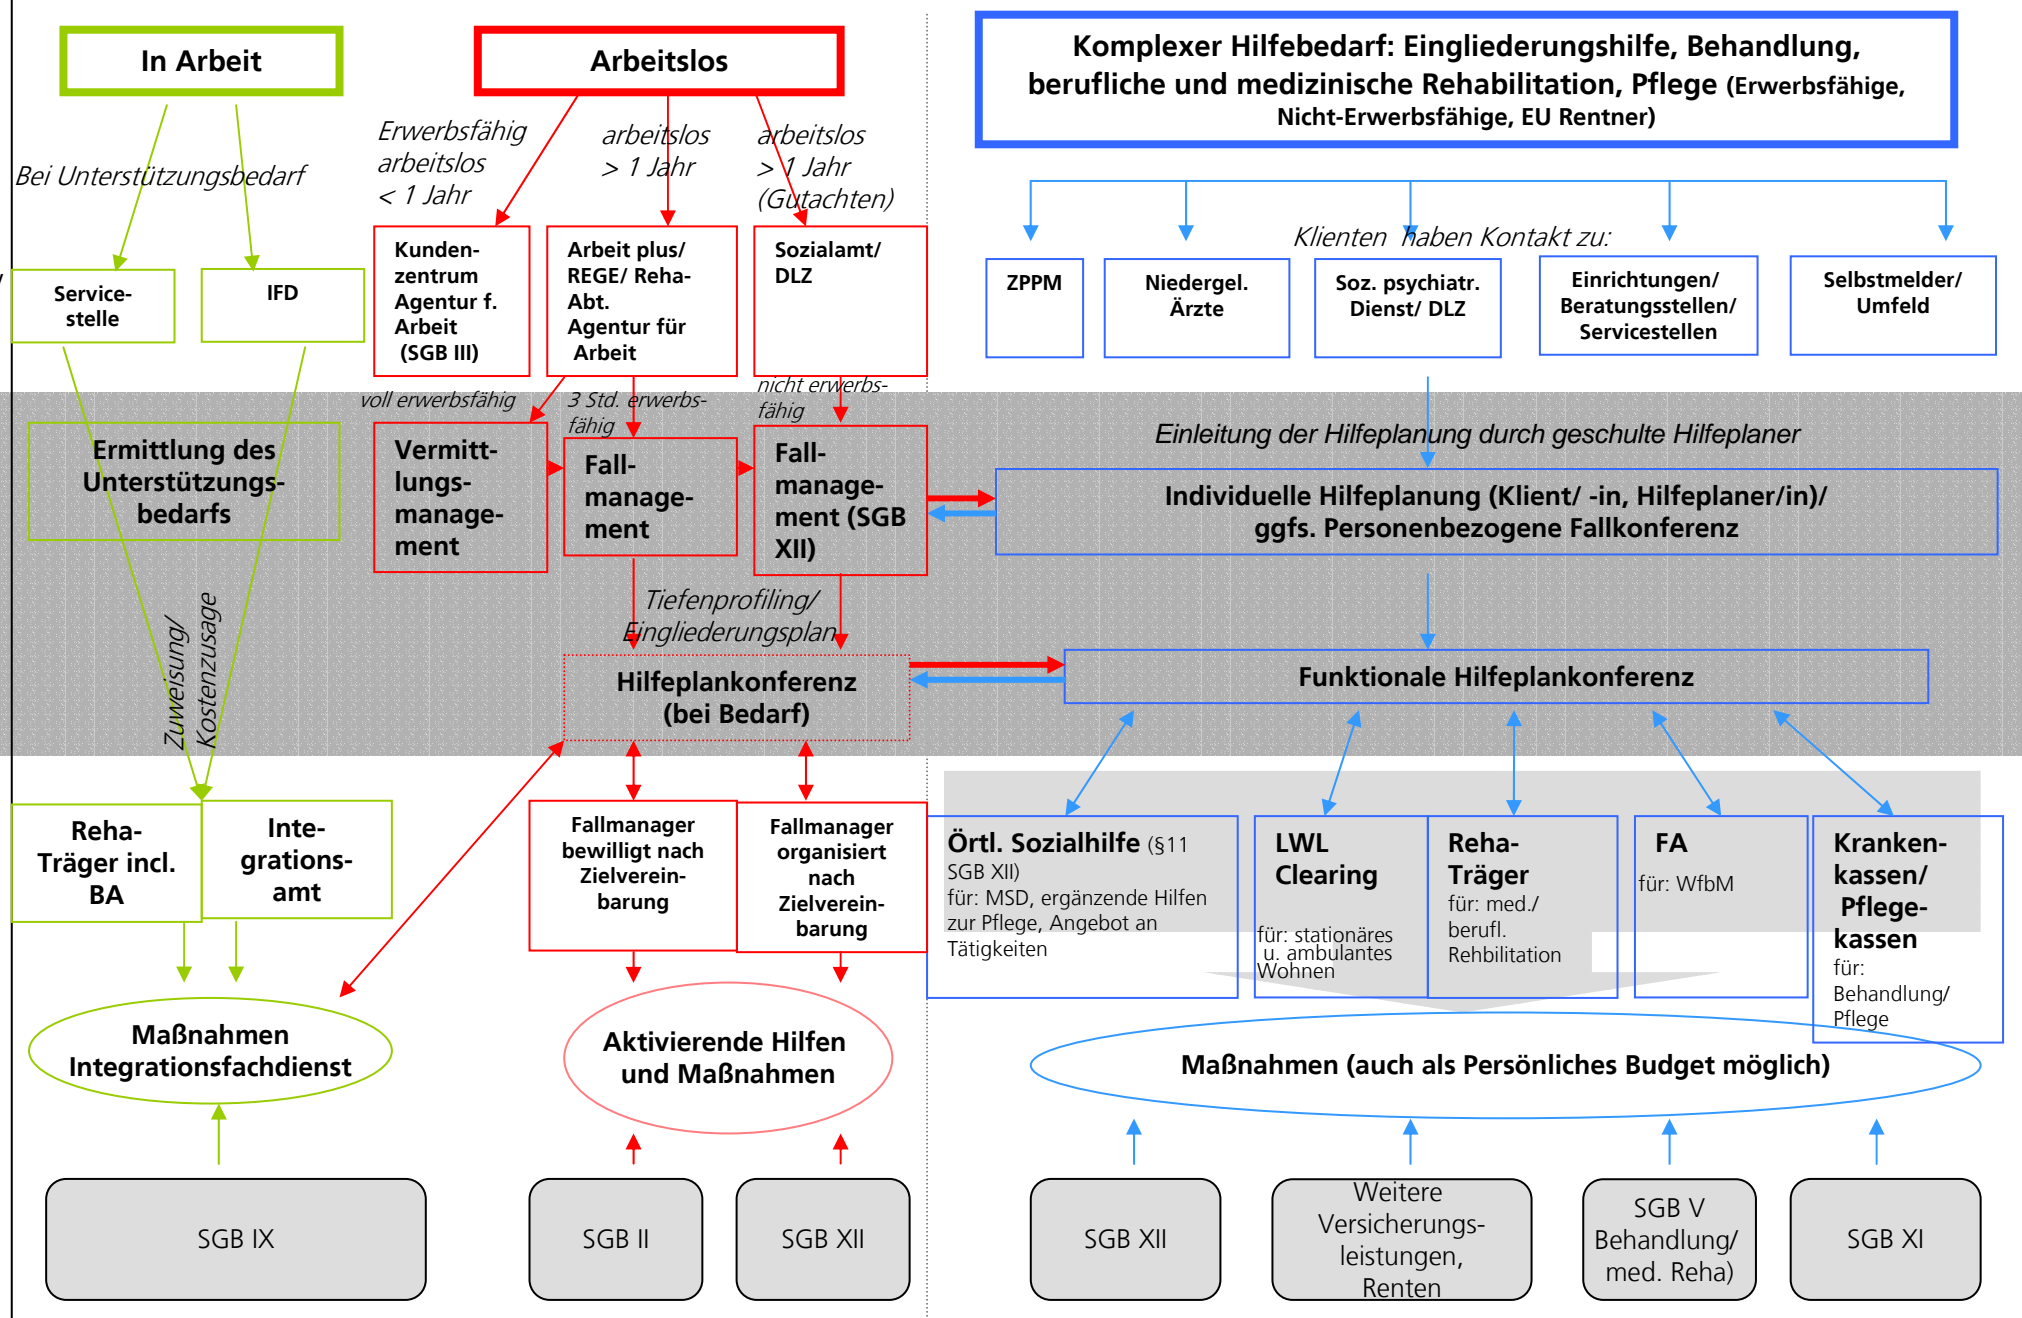 In Arbeit
Arbeitslos
Komplexer Hilfebedarf: Eingliederungshilfe, Behandlung,
berufliche und medizinische Rehabilitation, Pflege (Erwerbsfähige,
Nicht-Erwerbsfähige, EU Rentner)
Bei Unterstützungsbedarf
Erwerbsfähig
arbeitslos
< 1 Jahr
arbeitslos
> 1 Jahr
arbeitslos
> 1 Jahr
(Gutachten)
Klienten haben Kontakt zu:
/
Service-
stelle
IFD
Kunden-
zentrum
Agentur f.
Arbeit
(SGB III)
Arbeit plus/
REGE/ Reha-
Abt.
Agentur für
Arbeit
Sozialamt/
DLZ
ZPPM
Niedergel.
Ärzte
Soz. psychiatr.
Dienst/ DLZ
Einrichtungen/
Beratungsstellen/
Servicestellen
Selbstmelder/
Umfeld
voll erwerbsfähig
3 Std. erwerbs-
fähig
nicht erwerbs-
fähig
Ermittlung des
Unterstützungs-
bedarfs
Vermitt-
lungs-
manage-
ment
Fall-
manage-
ment
Fall-
manage-
ment (SGB
XII)
Einleitung der Hilfeplanung durch geschulte Hilfeplaner
Individuelle Hilfeplanung (Klient/ -in, Hilfeplaner/in)/
ggfs. Personenbezogene Fallkonferenz
Zuweisung/
Kostenzusage
Tiefenprofiling/
Eingliederungsplan
Hilfeplankonferenz
(bei Bedarf)
Funktionale Hilfeplankonferenz
Reha-
Träger incl.
BA
Inte-
grations-
amt
Fallmanager
bewilligt nach
Zielverein-
barung
Fallmanager
organisiert
nach
Zielverein-
barung
Örtl. Sozialhilfe (§11
SGB XII)
für: MSD, ergänzende Hilfen
zur Pflege, Angebot an
Tätigkeiten
LWL
Clearing
für: stationäres
u. ambulantes
Wohnen
Reha-
Träger
für: med./
berufl.
Rehbilitation
FA
für: WfbM
Kranken-
kassen/
Pflege-
kassen
für:
Behandlung/
Pflege
Maßnahmen
Integrationsfachdienst
Aktivierende Hilfen
und Maßnahmen
Maßnahmen (auch als Persönliches Budget möglich)
SGB IX
SGB II
SGB XII
SGB XII
Weitere
Versicherungs-
leistungen,
Renten
SGB V
Behandlung/
med. Reha)
SGB XI